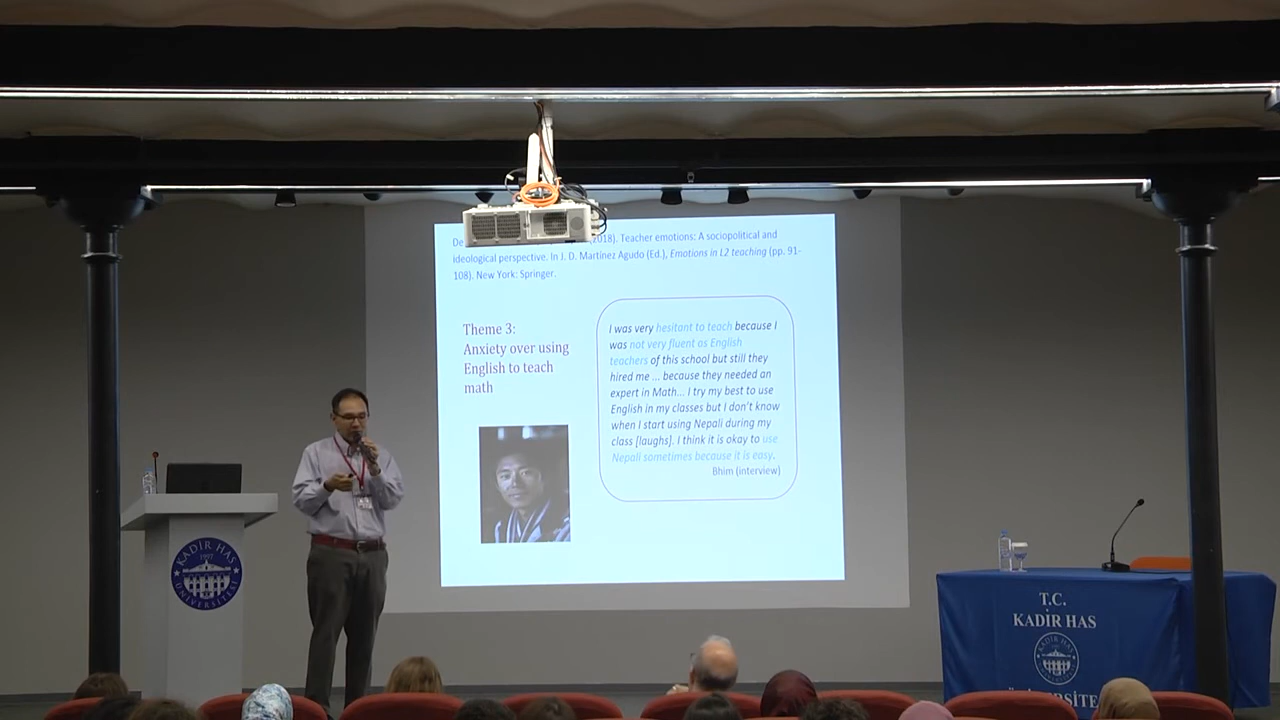 De 2018). Teacher emotions: A sociopolitical and
ideological perspective. In J. D. Martínez Agudo (Ed.), Emotions in L2 teaching (pp. 91-
108). New York: Springer.
Theme 3:
Anxiety over using
English to teach
math
I was very hesitant to teach because I
was not very fluent as English
teachers of this school but still they
hired me ... because they needed an
expert in Math... I try my best to use
English in my classes but I don't know
when I start using Nepali during my
class [laughs]. I think it is okay to use
Nepali sometimes because it is easy.
Bhim (interview)
KADİR HAS
1997
ÜNİVERSİTESİ
T.C.
KADİR HAS